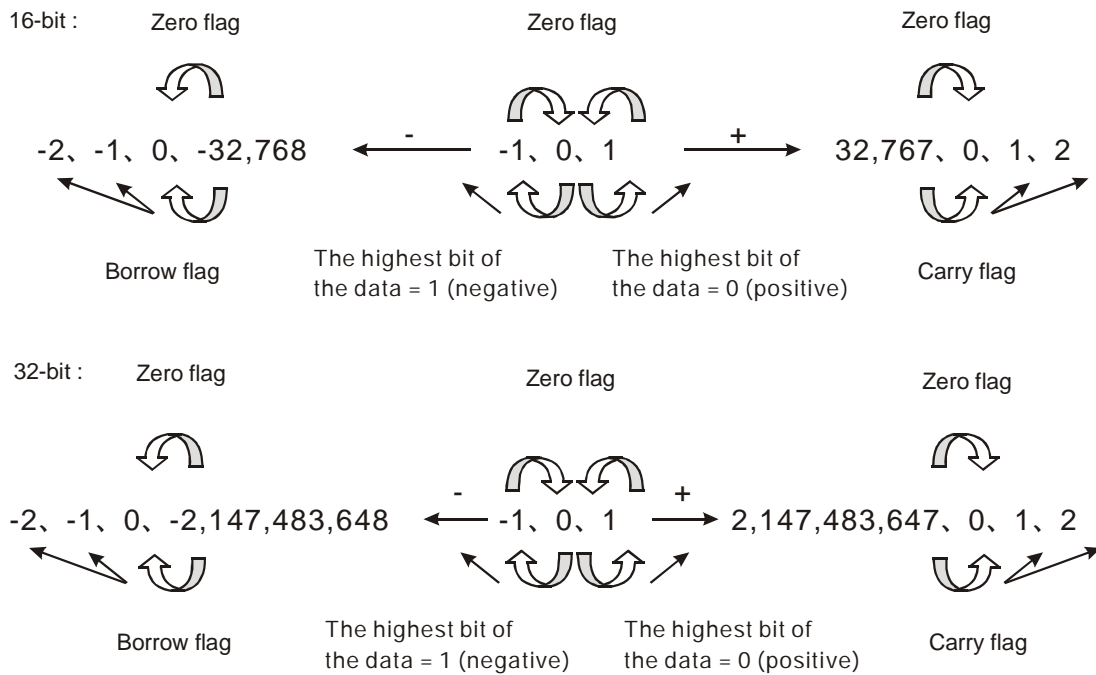 16-bit : Zero flag Zero flag Zero flag
- +
-2、 -1、 0、 -32,768 -1、 0、 1 32,767、 0、 1、 2
Borrow flag The highest bit of The highest bit of Carry flag
the data = 1 (negative) the data = 0 (positive)
32-bit : Zero flag Zero flag Zero flag
- +
-2、 -1、 0、 -2,147,483,648 -1、 0、 1 2,147,483,647、 0、 1、 2
Borrow flag The highest bit of The highest bit of Carry flag
the data = 1 (negative) the data = 0 (positive)